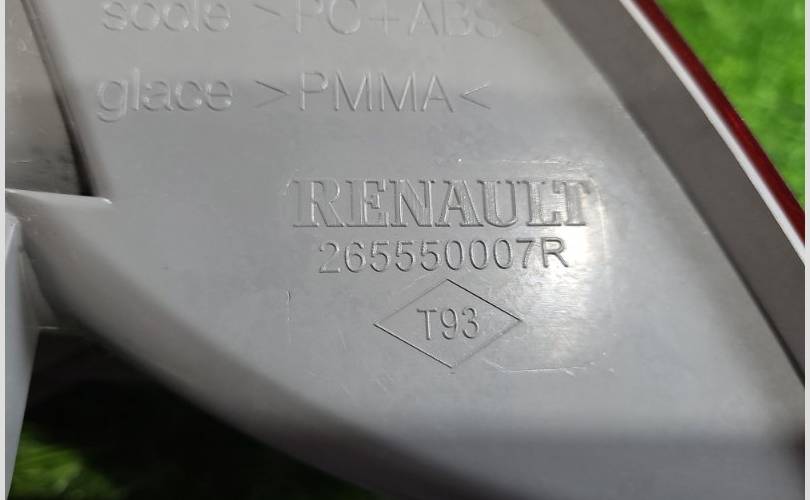 socle >PC+ABS<
glace >PMMA<
RENAULT
265550007R
T93